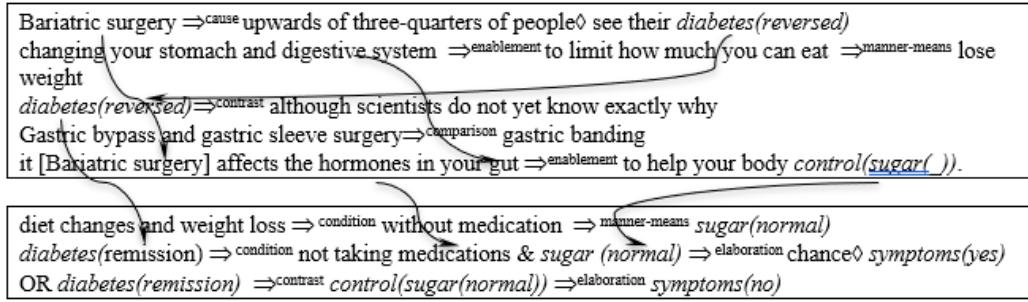 Bariatric surgery ⇒cause upwards of three-quarters of people◊ see their diabetes(reversed)
changing your stomach and digestive system ⇒enablement to limit how much you can eat ⇒manner-means lose
weight
diabetes(reversed)⇒contrast although scientists do not yet know exactly why
Gastric bypass and gastric sleeve surgery⇒comparison gastric banding
it [Bariatric surgery] affects the hormones in your gut ⇒enablement to help your body control(sugar(_)).
diet changes and weight loss ⇒ condition without medication ⇒ manner-means sugar(normal)
diabetes(remission) ⇒condition not taking medications & sugar (normal) ⇒elaboration chance◊ symptoms(yes)
OR diabetes(remission) ⇒contrast control(sugar(normal)) ⇒elaboration symptoms(no)